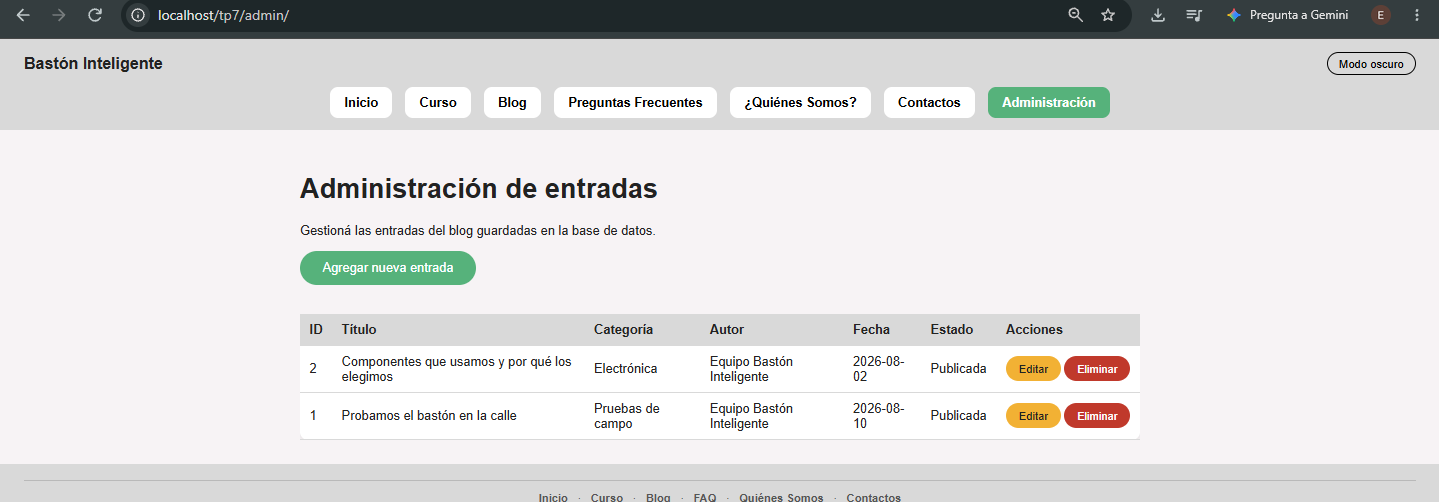 localhost/tp7/admin/
Pregunta a Gemini
E
Bastón Inteligente
Modo oscuro
Inicio Curso Blog Preguntas Frecuentes ¿Quiénes Somos? Contactos Administración
Administración de entradas
Gestioná las entradas del blog guardadas en la base de datos.
Agregar nueva entrada
ID Título Categoría Autor Fecha Estado Acciones
2 Componentes que usamos y por qué los elegimos Electrónica Equipo Bastón Inteligente 2026-08-02 Publicada Editar Eliminar
1 Probamos el bastón en la calle Pruebas de campo Equipo Bastón Inteligente 2026-08-10 Publicada Editar Eliminar
Inicio · Curso · Blog · FAQ · Quiénes Somos · Contactos